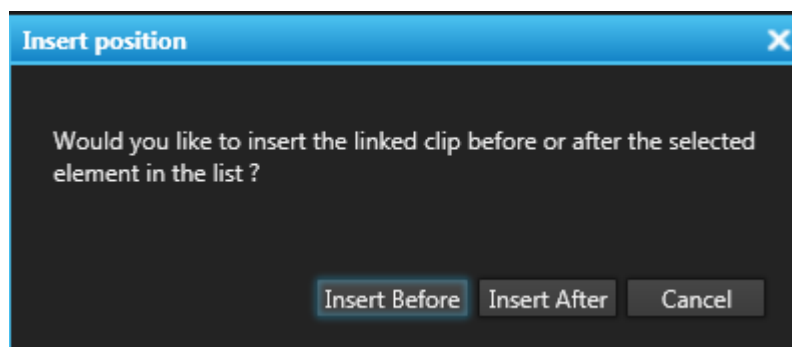 Insert position
Would you like to insert the linked clip before or after the selected
element in the list ?
Insert Before Insert After Cancel